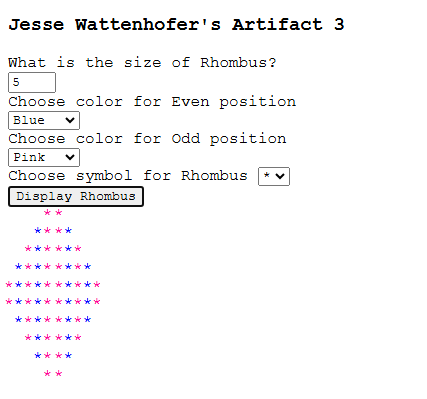 Jesse Wattenhofer's Artifact 3
What is the size of Rhombus?
5
Choose color for Even position
Blue
Choose color for Odd position
Pink
Choose symbol for Rhombus *
Display Rhombus
**
****
******
********
**********
**********
********
******
****
**